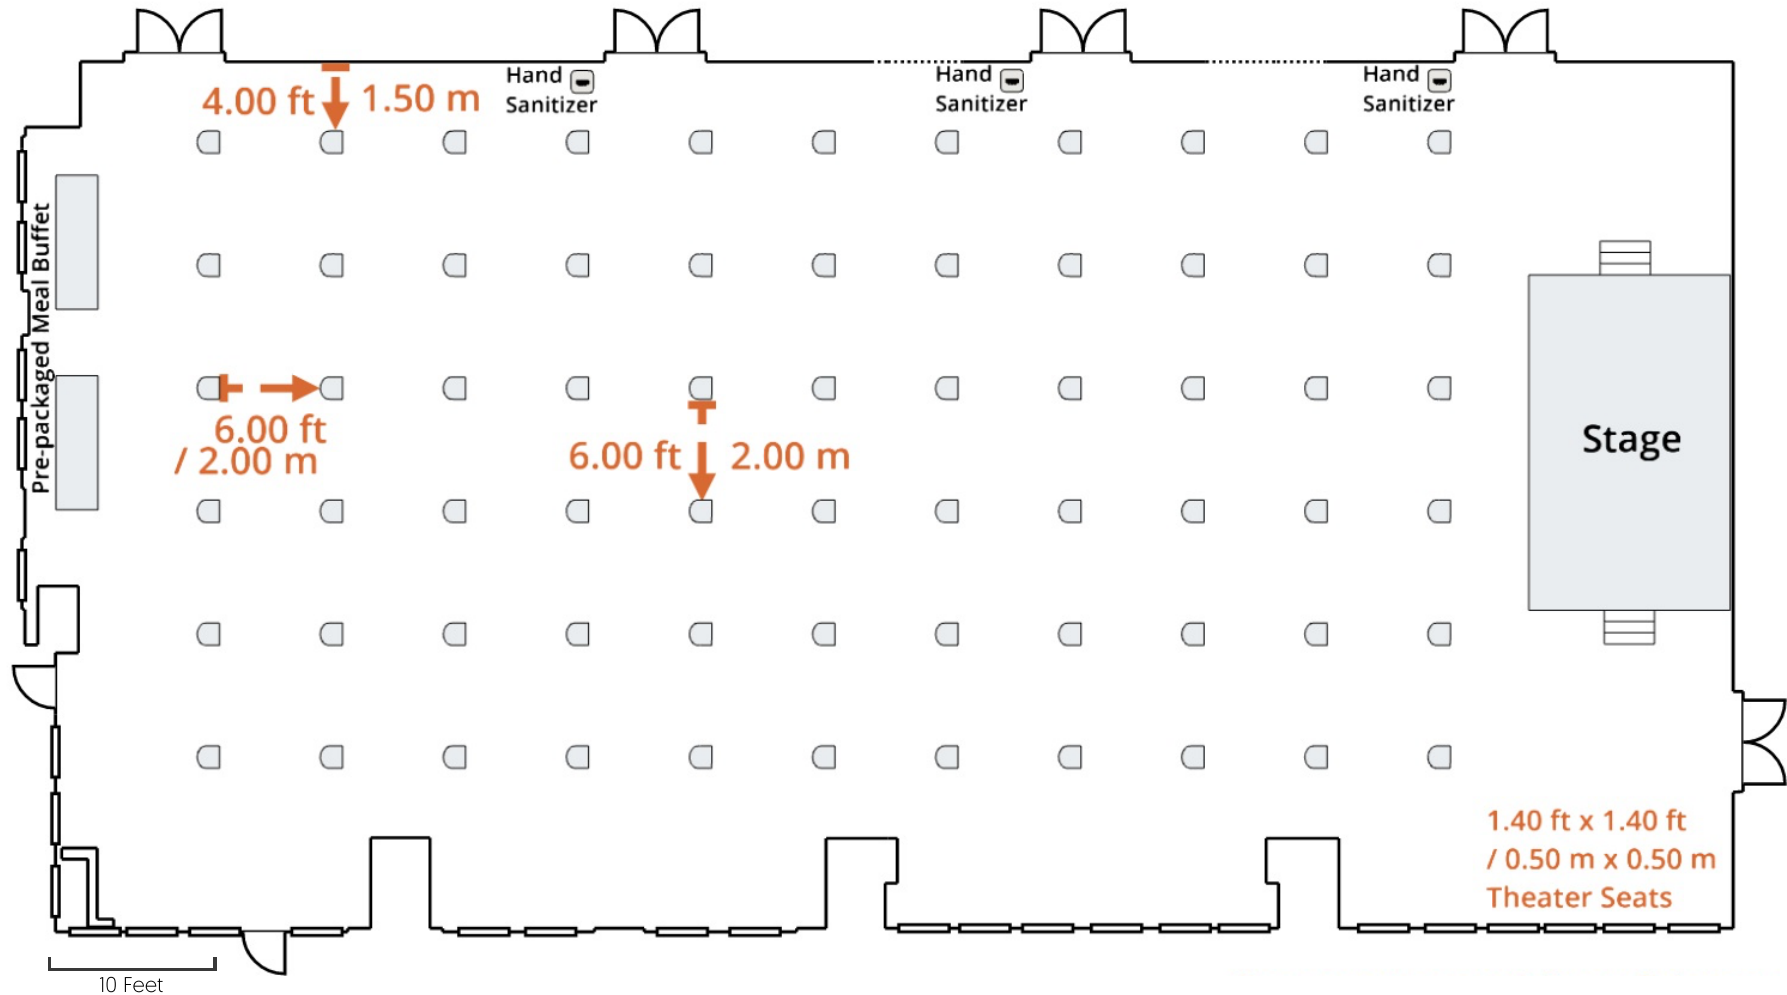 4.00 ft
1.50 m
Hand
Sanitizer
Hand
Sanitizer
Hand
Sanitizer
Pre-packaged Meal Buffet
6.00 ft
/ 2.00 m
6.00 ft
2.00 m
Stage
1.40 ft x 1.40 ft
/ 0.50 m x 0.50 m
Theater Seats
10 Feet